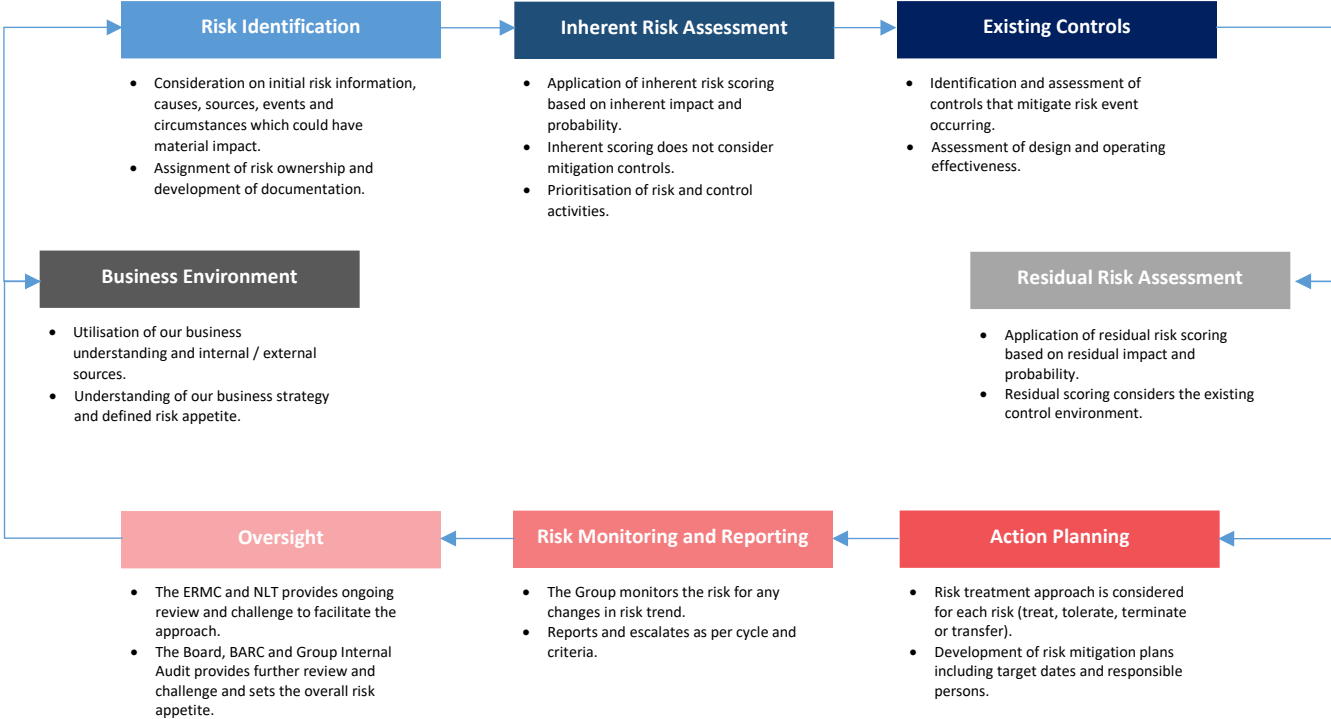 Risk Identification
• Consideration on initial risk information,
causes, sources, events and
circumstances which could have
material impact.
• Assignment of risk ownership and
development of documentation.
Inherent Risk Assessment
• Application of inherent risk scoring
based on inherent impact and
probability.
• Inherent scoring does not consider
mitigation controls.
• Prioritisation of risk and control
activities.
Existing Controls
• Identification and assessment of
controls that mitigate risk event
occurring.
• Assessment of design and operating
effectiveness.
Business Environment
• Utilisation of our business
understanding and internal / external
sources.
• Understanding of our business strategy
and defined risk appetite.
Residual Risk Assessment
• Application of residual risk scoring
based on residual impact and
probability.
• Residual scoring considers the existing
control environment.
Oversight
• The ERMC and NLT provides ongoing
review and challenge to facilitate the
approach.
• The Board, BARC and Group Internal
Audit provides further review and
challenge and sets the overall risk
appetite.
Risk Monitoring and Reporting
• The Group monitors the risk for any
changes in risk trend.
• Reports and escalates as per cycle and
criteria.
Action Planning
• Risk treatment approach is considered
for each risk (treat, tolerate, terminate
or transfer).
• Development of risk mitigation plans
including target dates and responsible
persons.